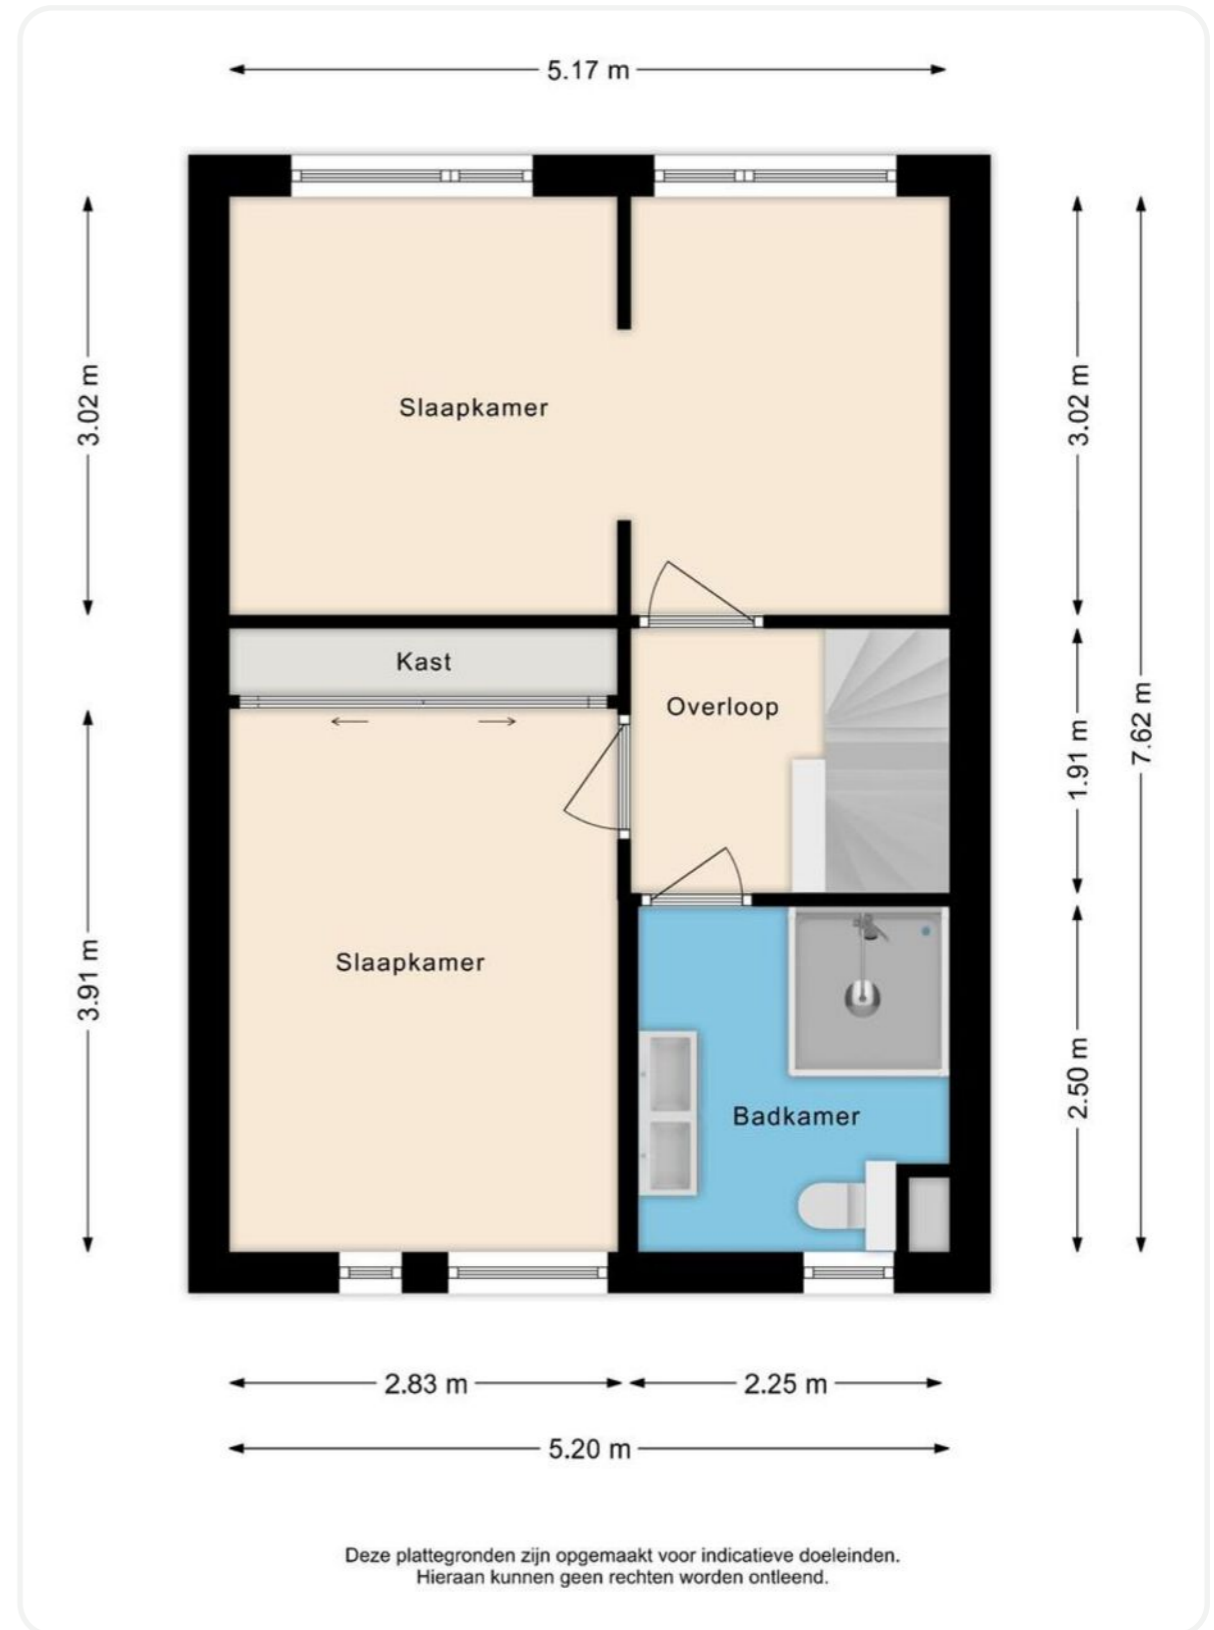 5.17 m
3.02 m
3.02 m
Slaapkamer
Kast
Overloop
7.62 m
1.91 m
Slaapkamer
3.91 m
2.50 m
Badkamer
2.83 m
2.25 m
5.20 m
Deze plattegronden zijn opgemaakt voor indicatieve doeleinden.
Hieraan kunnen geen rechten worden ontleend.